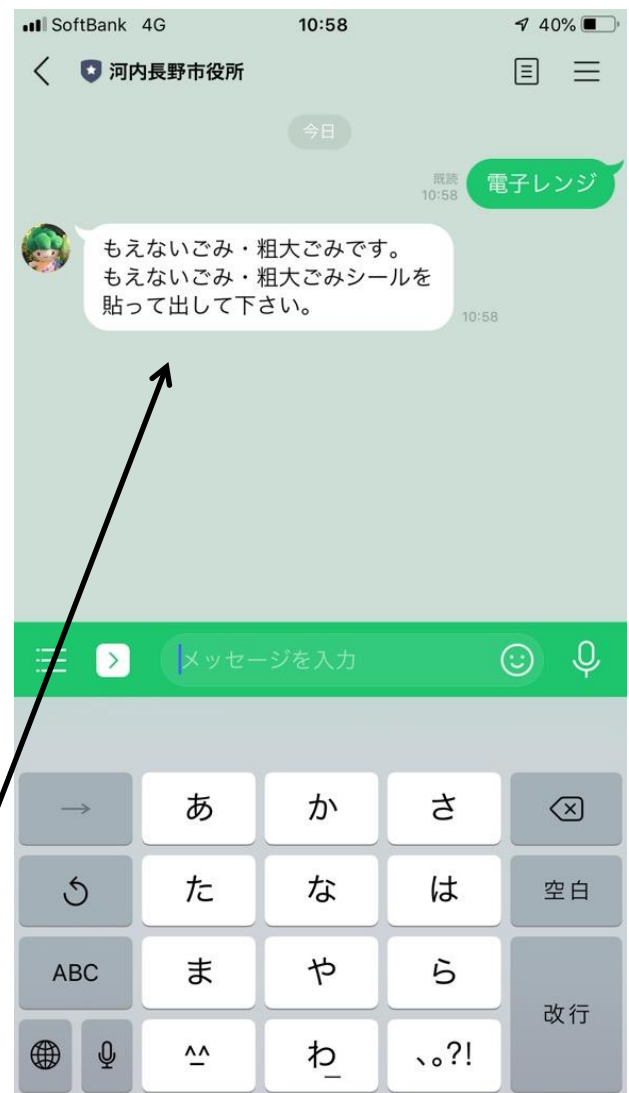 SoftBank 4G 10:58 40%
河内長野市役所
今日
電子レンジ
既読
10:58
もえないごみ・粗大ごみです。
もえないごみ・粗大ごみシールを
貼って出して下さい。
10:58
メッセージを入力
→ あ か さ
た な は 空白
ABC ま や ら
改行
^^ わ 、。?!